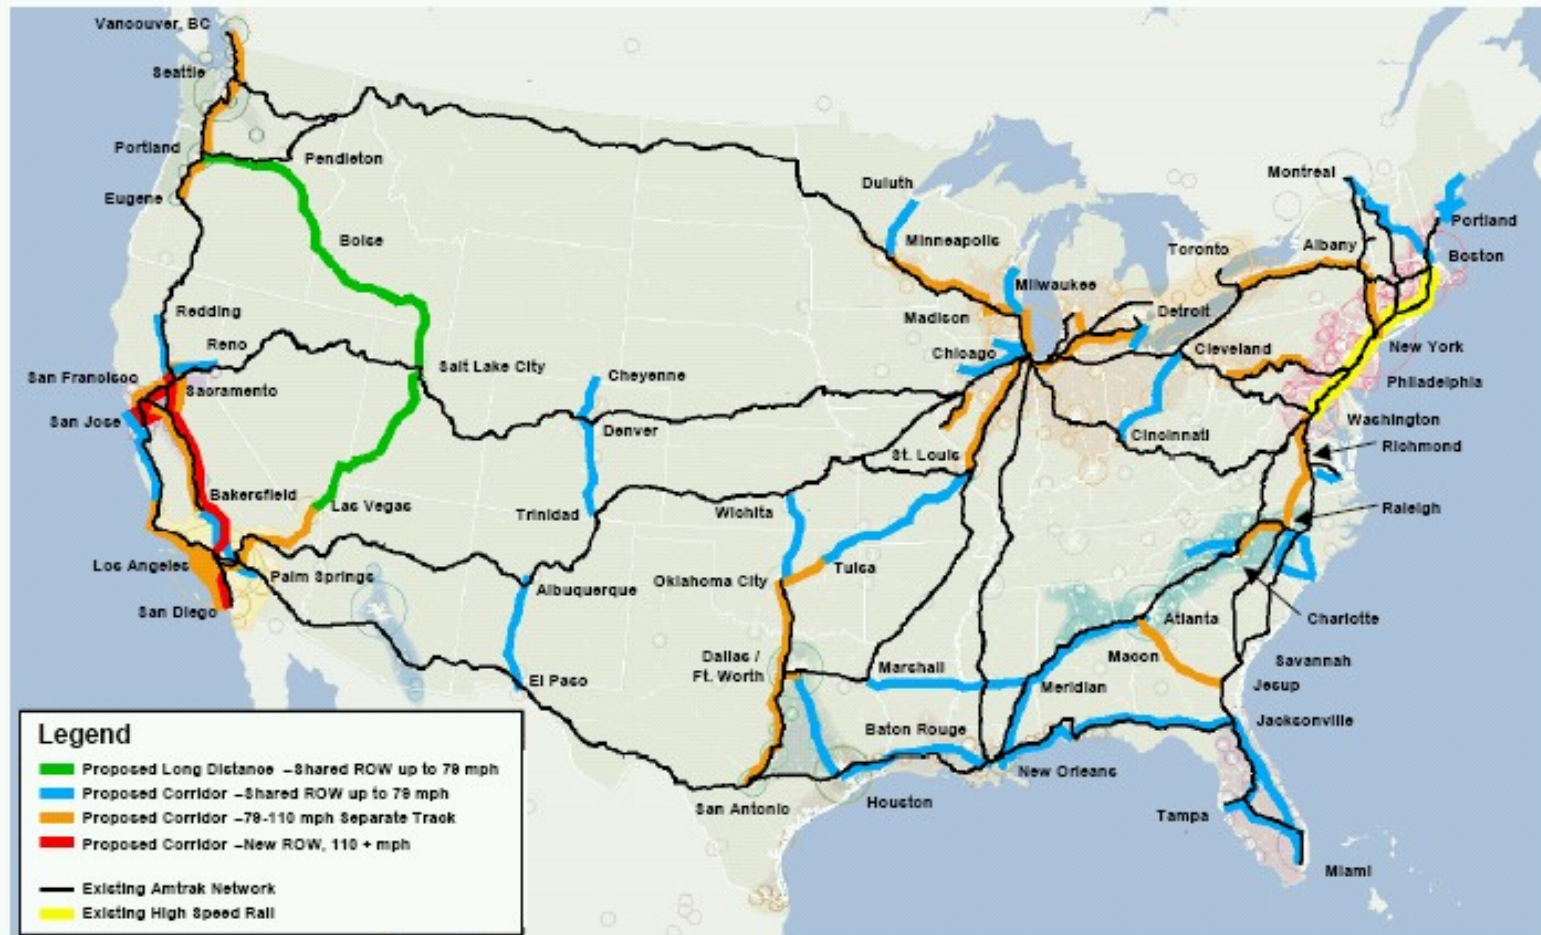 Vancouver, BC
Seattle
Portland
Pendleton
Eugene
Boise
Redding
Reno
San Francisco
Sacramento
San Jose
Salt Lake City
Cheyenne
Denver
Bakersfield
Las Vegas
Trinidad
Los Angeles
Palm Springs
San Diego
Albuquerque
El Paso
Duluth
Minneapolis
Milwaukee
Madison
Chicago
Detroit
Toronto
Montreal
Albany
Portland
Boston
Cleveland
New York
Philadelphia
Washington
Cincinnati
Richmond
St. Louis
Wichita
Raleigh
Oklahoma City
Tulsa
Atlanta
Charlotte
Dallas /
Ft. Worth
Marshall
Macon
Savannah
Meridian
Jesup
Baton Rouge
Jacksonville
New Orleans
San Antonio
Houston
Tampa
Miami
Legend
Proposed Long Distance –Shared ROW up to 79 mph
Proposed Corridor –Shared ROW up to 79 mph
Proposed Corridor –79-110 mph Separate Track
Proposed Corridor –New ROW, 110 + mph
Existing Amtrak Network
Existing High Speed Rail